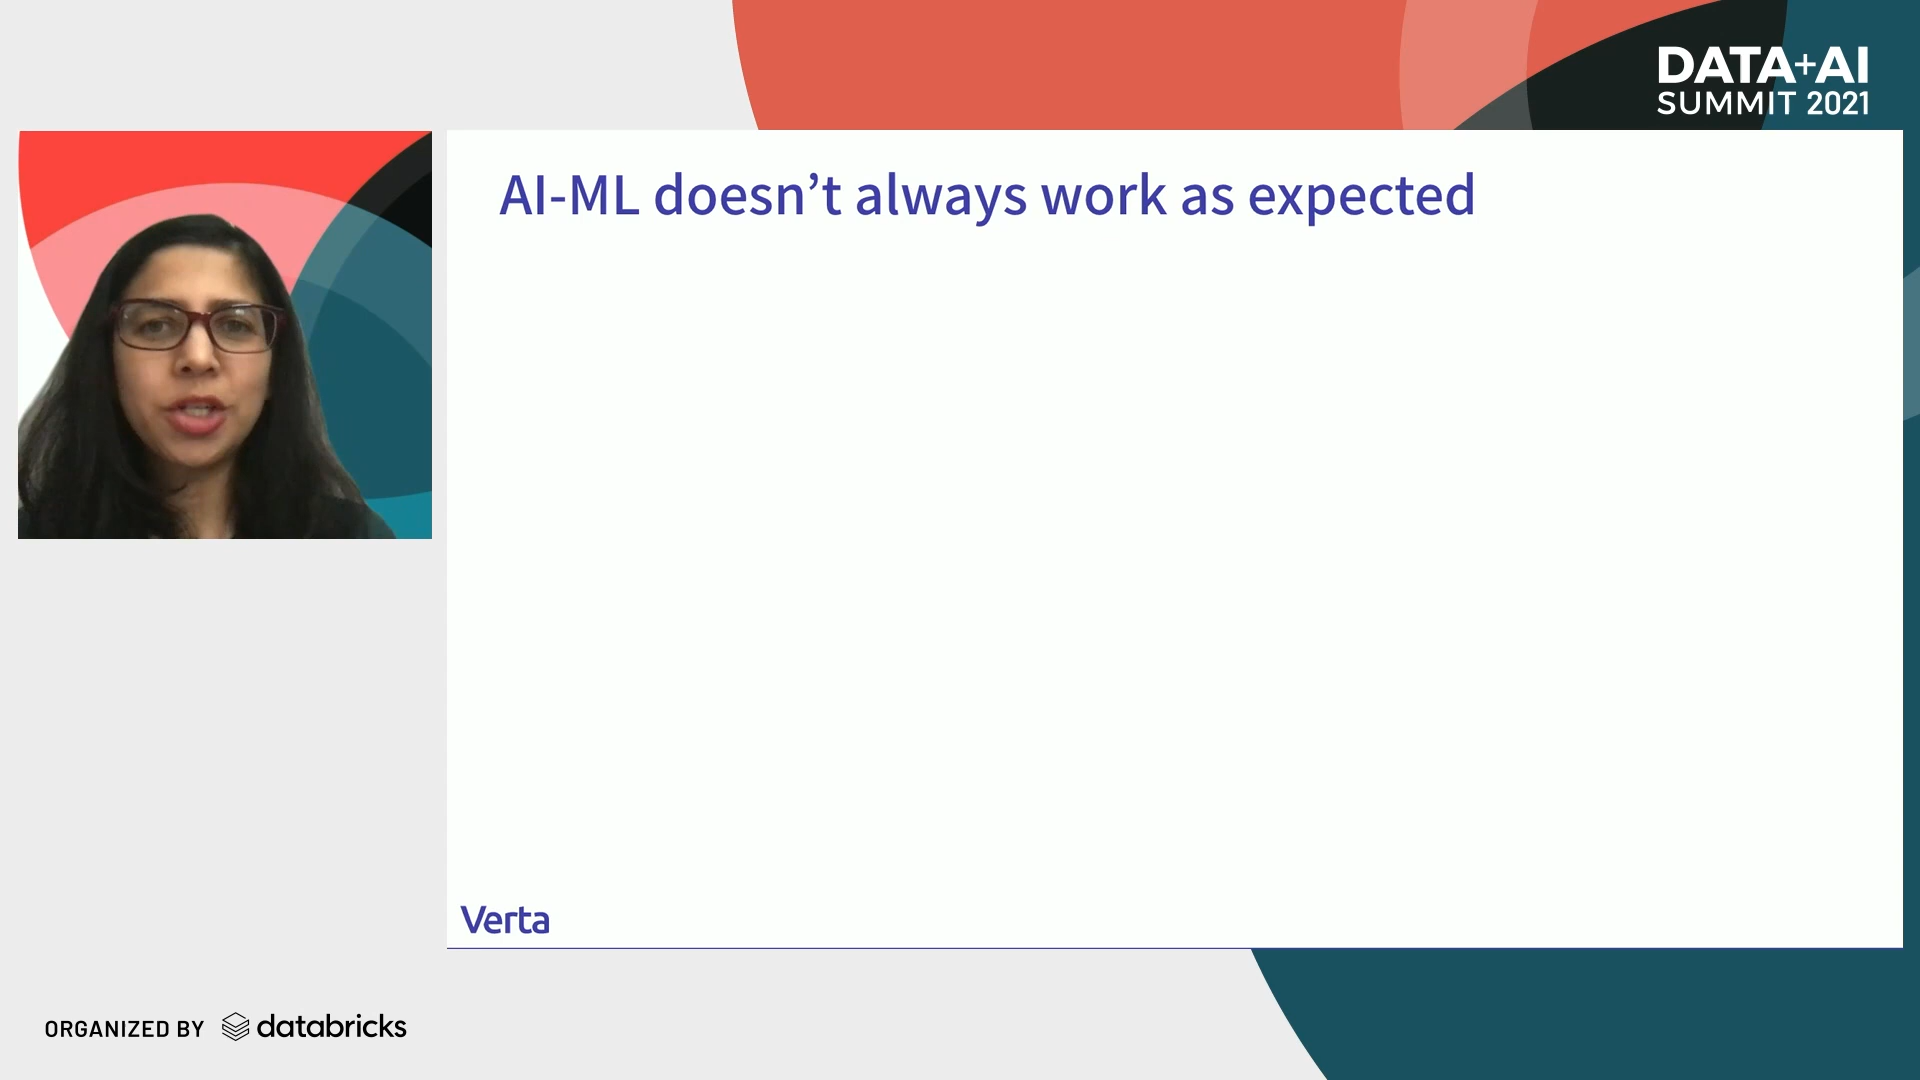 DATA+AI
SUMMIT 2021
AI-ML doesn’t always work as expected
Verta
ORGANIZED BY databricks